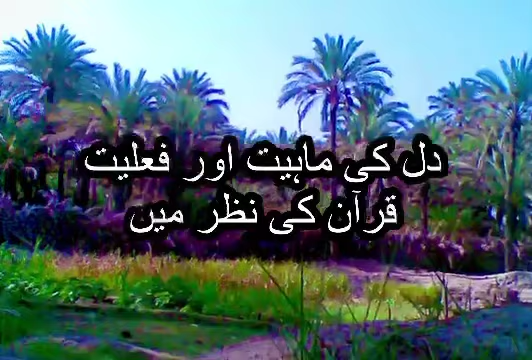 دل کی ماہیت اور فعلیت
قرآن کی نظر میں